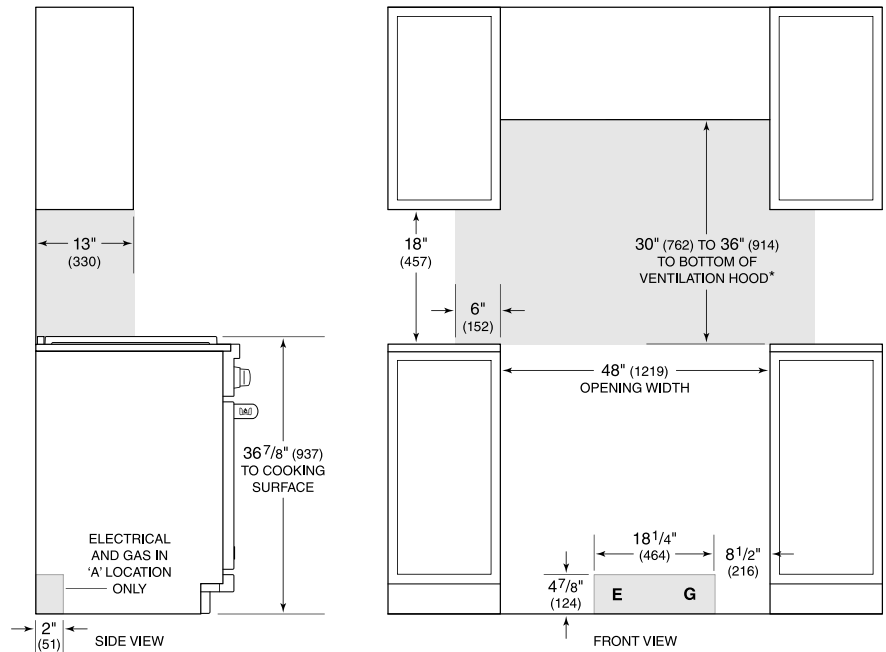 13"
(330)
36 7/8" (937)
TO COOKING
SURFACE
ELECTRICAL
AND GAS IN
'A' LOCATION
ONLY
2"
(51)
SIDE VIEW
18"
(457)
6"
(152)
30" (762) TO 36" (914)
TO BOTTOM OF
VENTILATION HOOD*
48" (1219)
OPENING WIDTH
18 1/4"
(464)
8 1/2"
(216)
4 7/8"
(124)
E G
FRONT VIEW